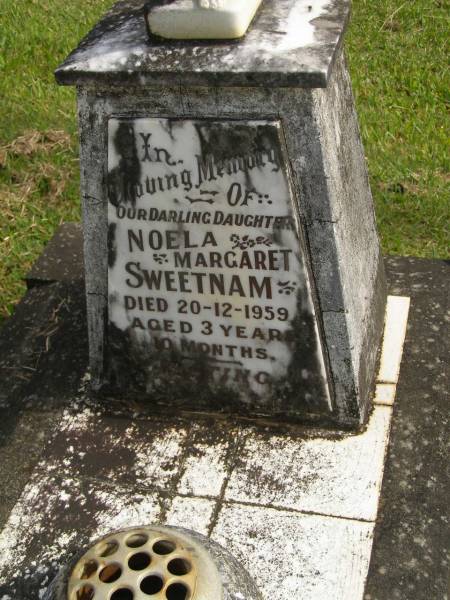 In
Loving Memory
OF
OUR DARLING DAUGHTER
NOELA
MARGARET
SWEETNAM
DIED 20-12-1959
AGED 3 YEARS
10 MONTHS.